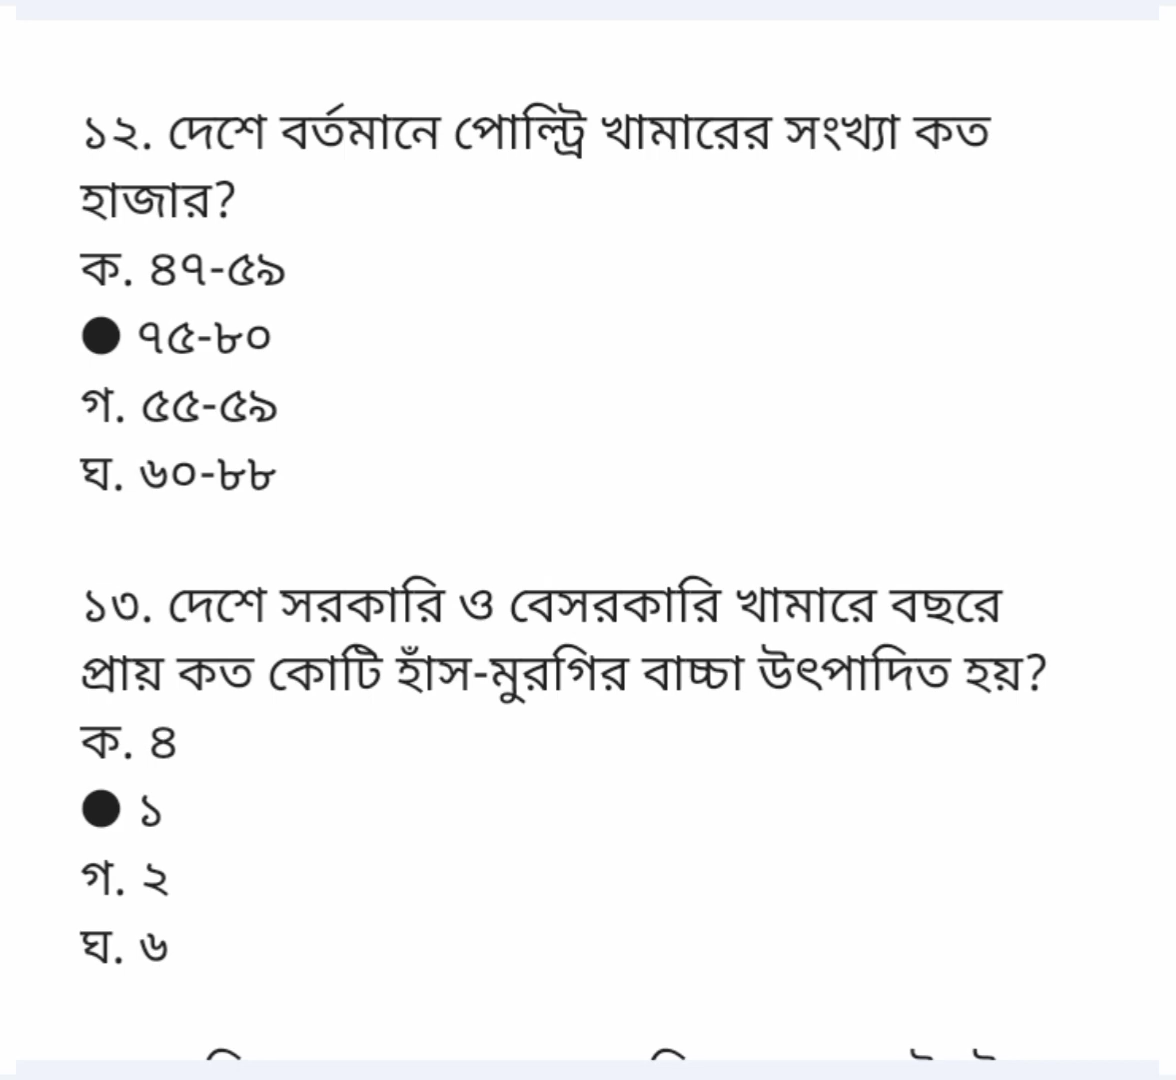 ১২. দেশে বর্তমানে পোল্ট্রি খামারের সংখ্যা কত
হাজার?
ক. ৪৭-৫৯
● ৭৫-৮০
গ. ৫৫-৫৯
ঘ. ৬০-৮৮
১৩. দেশে সরকারি ও বেসরকারি খামারে বছরে
প্রায় কত কোটি হাঁস-মুরগির বাচ্চা উৎপাদিত হয়?
ক. ৪
● ১
গ. ২
ঘ. ৬